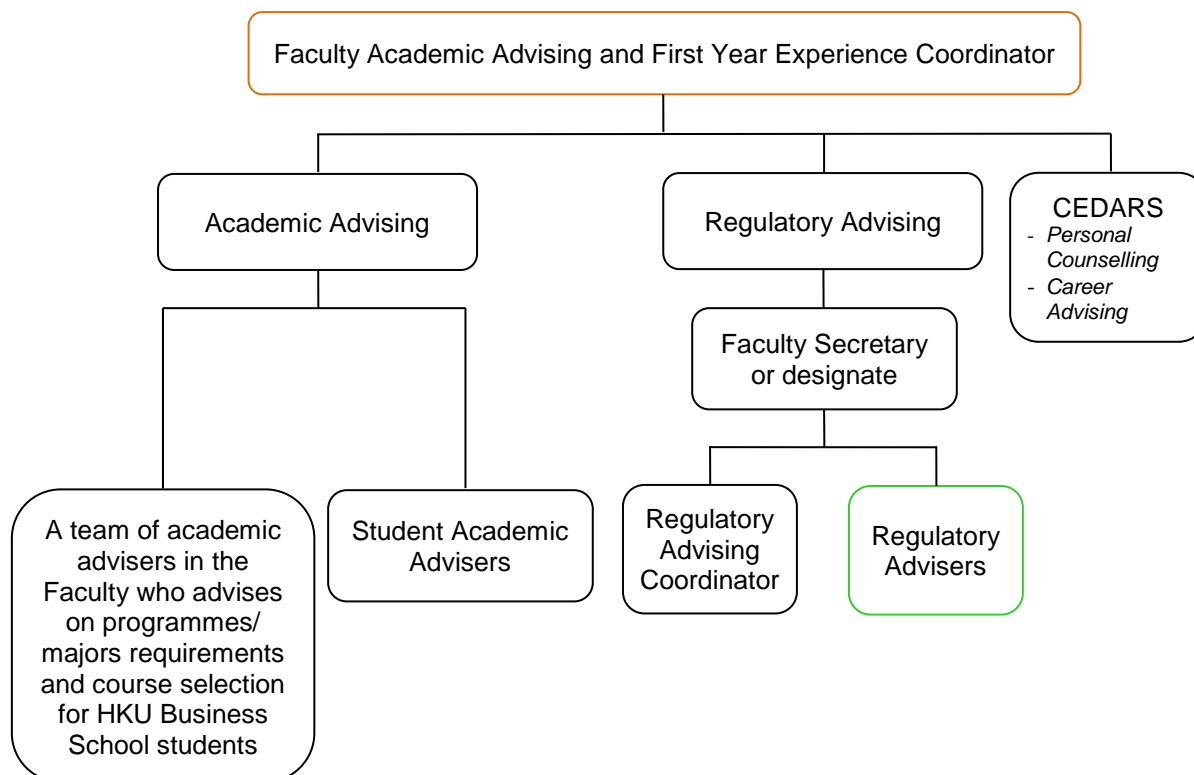 Faculty Academic Advising and First Year Experience Coordinator
Academic Advising
Regulatory Advising
CEDARS
- Personal
Counselling
- Career
Advising
Faculty Secretary
or designate
A team of academic
advisers in the
Faculty who advises
on programmes/
majors requirements
and course selection
for HKU Business
School students
Student Academic
Advisers
Regulatory
Advising
Coordinator
Regulatory
Advisers